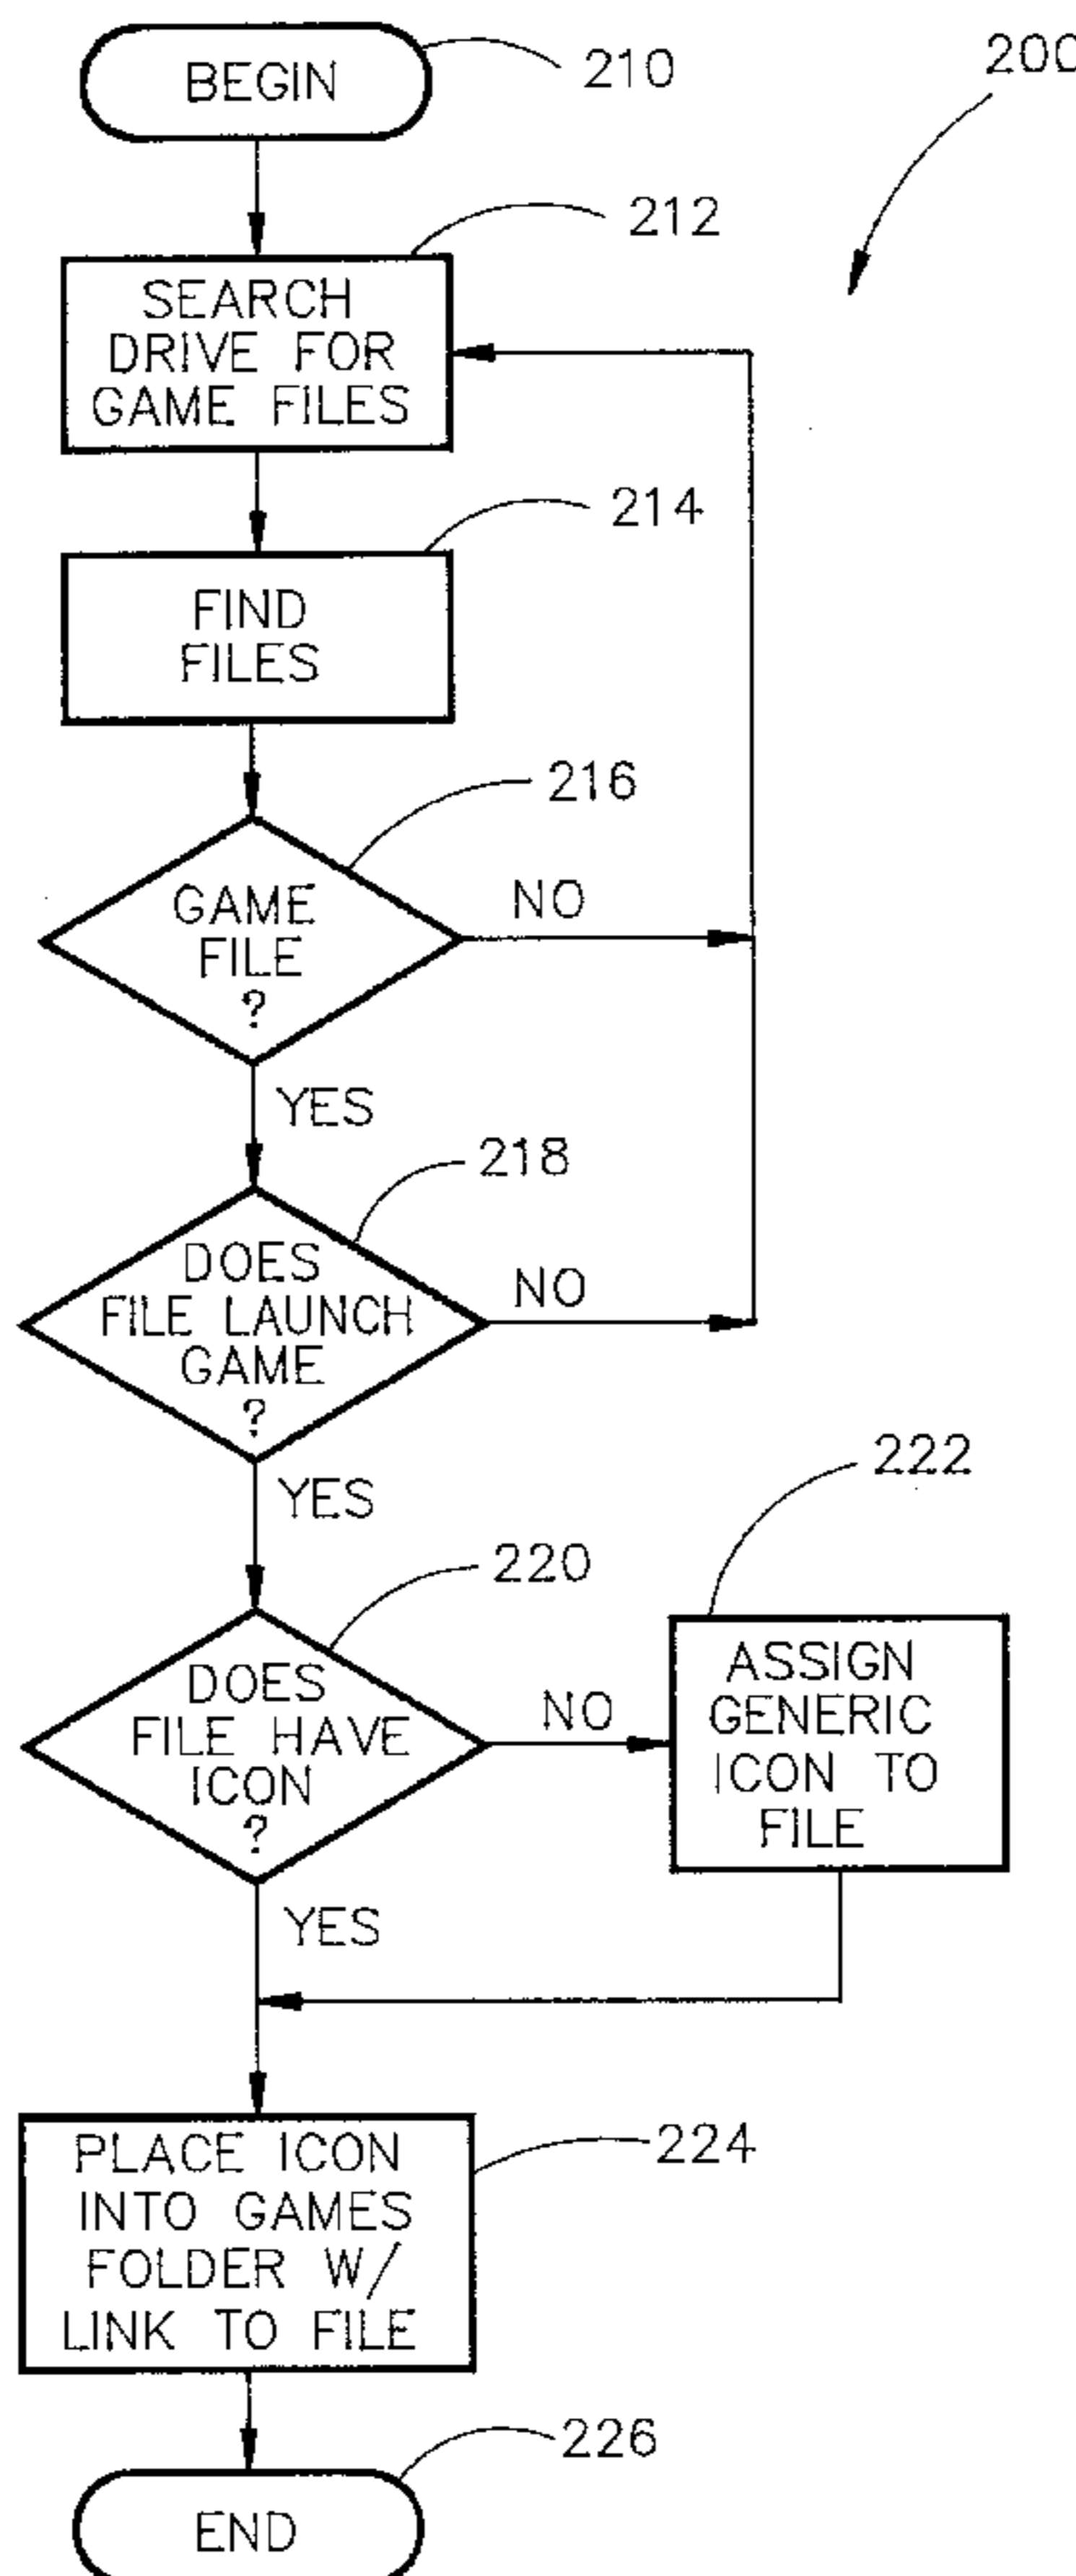 BEGIN
210
200
212
SEARCH
DRIVE FOR
GAME FILES
214
FIND
FILES
216
GAME
FILE
?
NO
YES
218
DOES
FILE LAUNCH
GAME
?
NO
YES
220
222
DOES
FILE HAVE
ICON
?
NO
ASSIGN
GENERIC
ICON TO
FILE
YES
224
PLACE ICON
INTO GAMES
FOLDER W/
LINK TO FILE
226
END